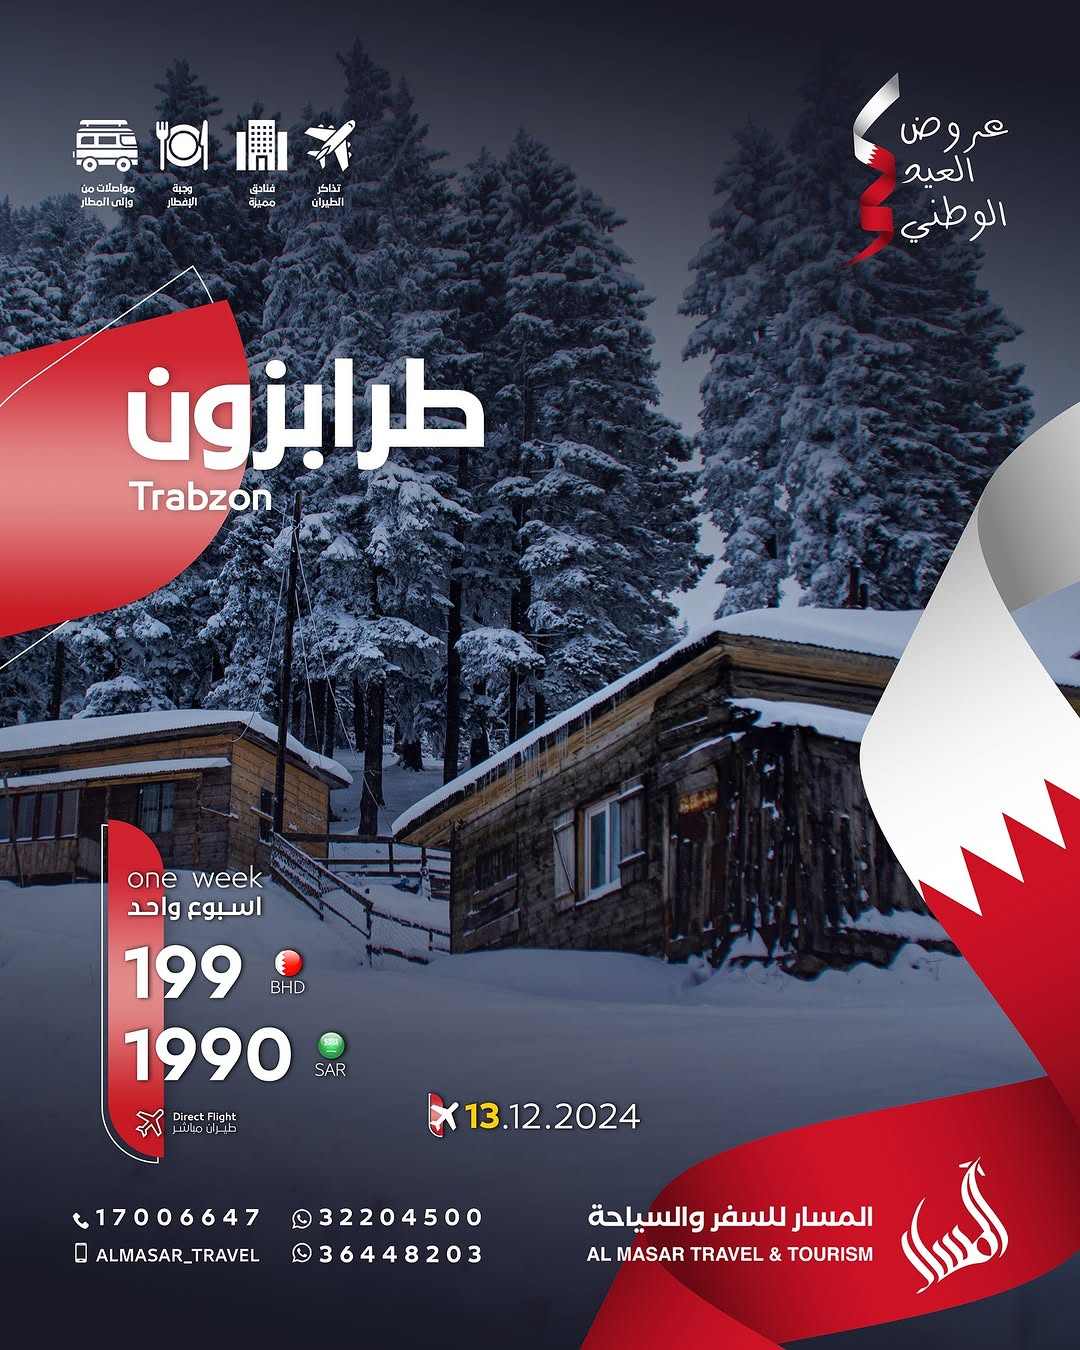 عروض
العيد
الوطني
تذاكر
الطيران
فنادق
مميزة
وجبة
الإفطار
مواصلات من
وإلى المطار
طرابزون
Trabzon
one week
اسبوع واحد
199
BHD
1990
SAR
Direct Flight
طيران مباشر
13.12.2024
17006647
32204500
ALMASAR_TRAVEL
36448203
المسار للسفر والسياحة
AL MASAR TRAVEL & TOURISM
المسار